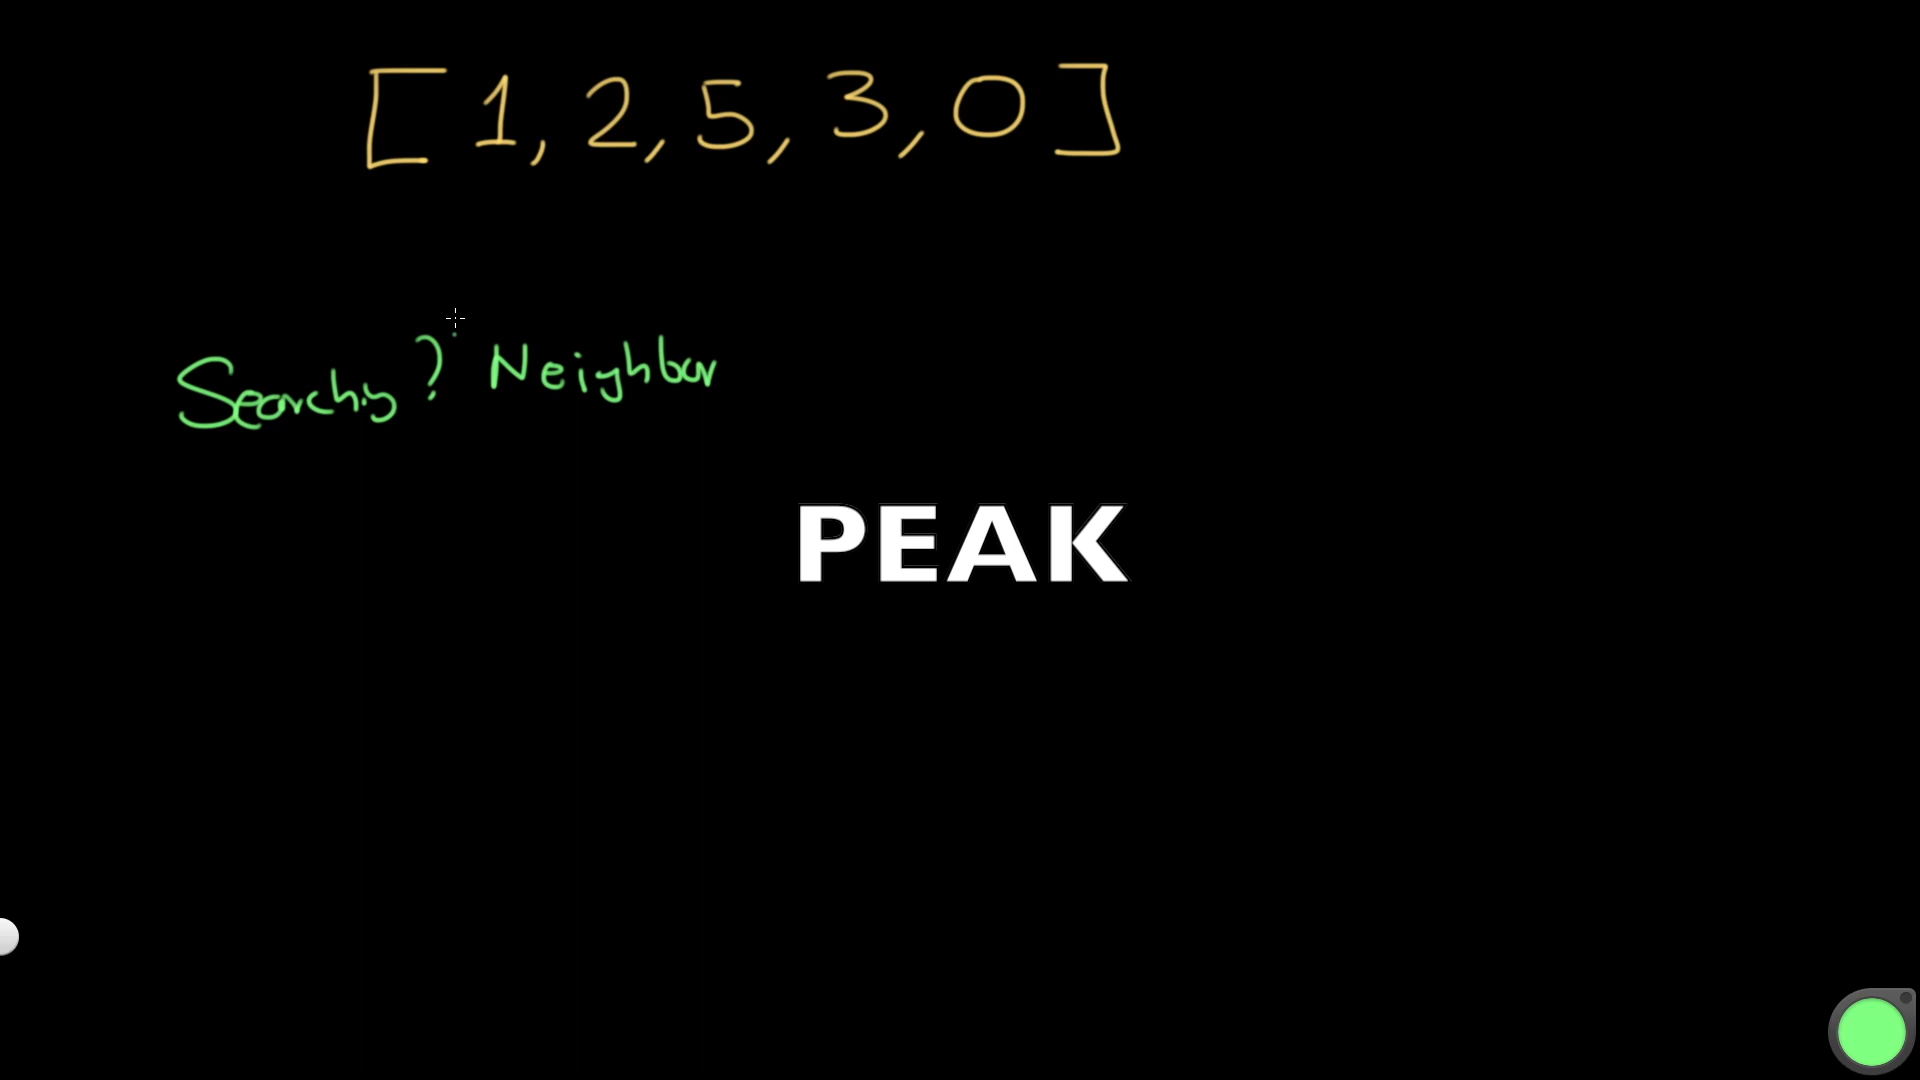 [ 1, 2, 5, 3, 0 ]
Searching? Neighbor
PEAK